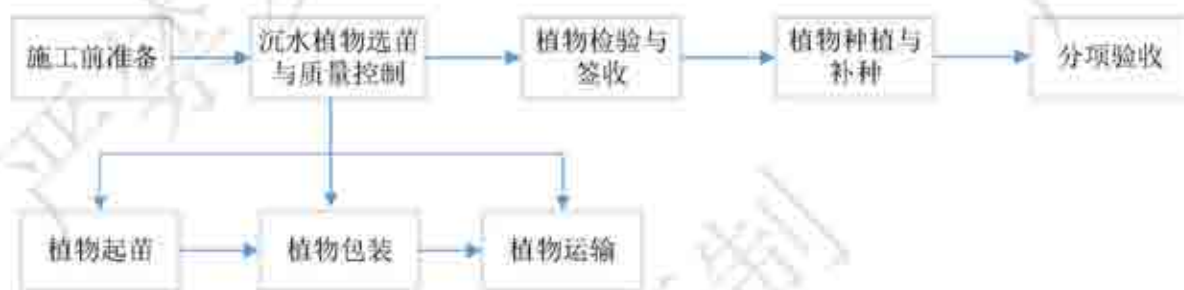 施工前准备
沉水植物选苗
与质量控制
植物检验与
签收
植物种植与
补种
分项验收
植物起苗
植物包装
植物运输